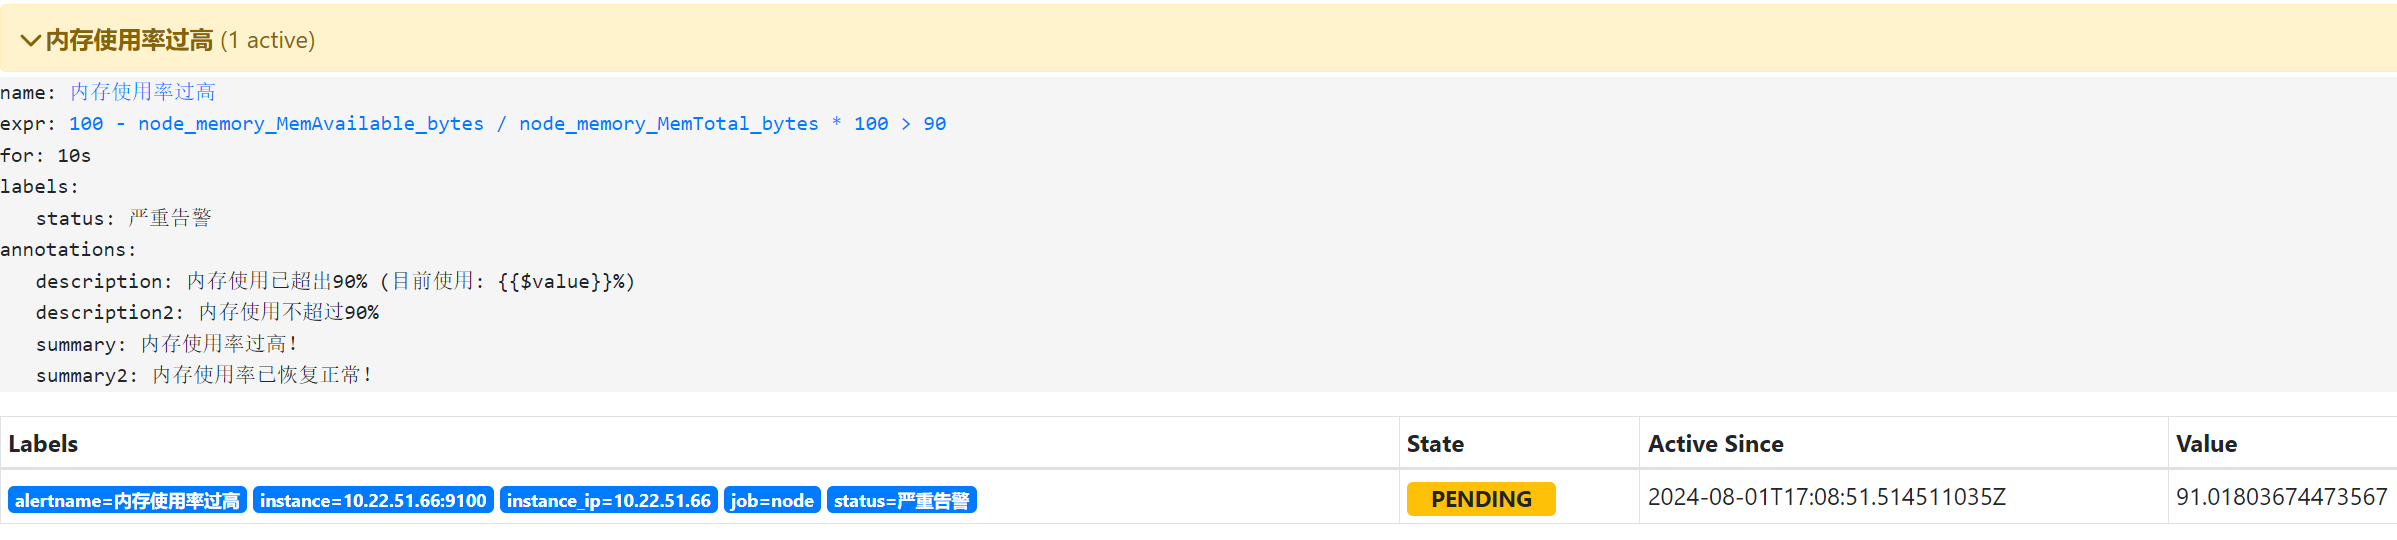 内存使用率过高 (1 active)
name: 内存使用率过高
expr: 100 - node_memory_MemAvailable_bytes / node_memory_MemTotal_bytes * 100 > 90
for: 10s
labels:
status: 严重告警
annotations:
description: 内存使用已超出90% (目前使用: {{$value}}%)
description2: 内存使用不超过90%
summary: 内存使用率过高！
summary2: 内存使用率已恢复正常！
Labels State Active Since Value
alertname=内存使用率过高 instance=10.22.51.66:9100 instance_ip=10.22.51.66 job=node status=严重告警 PENDING 2024-08-01T17:08:51.514511035Z 91.01803674473567